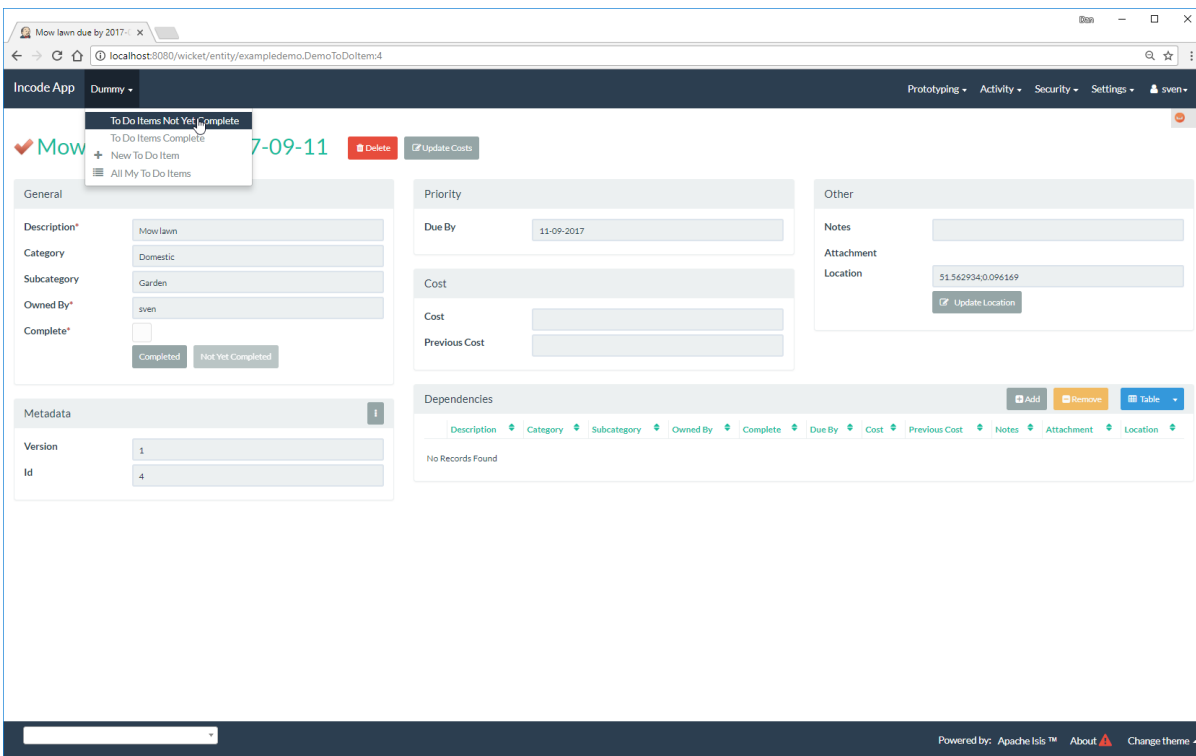 Dan
Mow lawn due by 2017-
localhost:8080/wicket/entity/exampledemo.DemoToDoItem:4
Incode App Dummy Prototyping Activity Security Settings sven
To Do Items Not Yet Complete
To Do Items Complete
New To Do Item
All My To Do Items
Mow 7-09-11 Delete Update Costs
General
Description* Mow lawn
Category Domestic
Subcategory Garden
Owned By* sven
Complete*
Completed Not Yet Completed
Metadata
Version 1
Id 4
Priority
Due By 11-09-2017
Cost
Cost
Previous Cost
Other
Notes
Attachment
Location 51.562934;0.096169
Update Location
Dependencies Add Remove Table
Description Category Subcategory Owned By Complete Due By Cost Previous Cost Notes Attachment Location
No Records Found
Powered by: Apache Isis ™ About Change theme